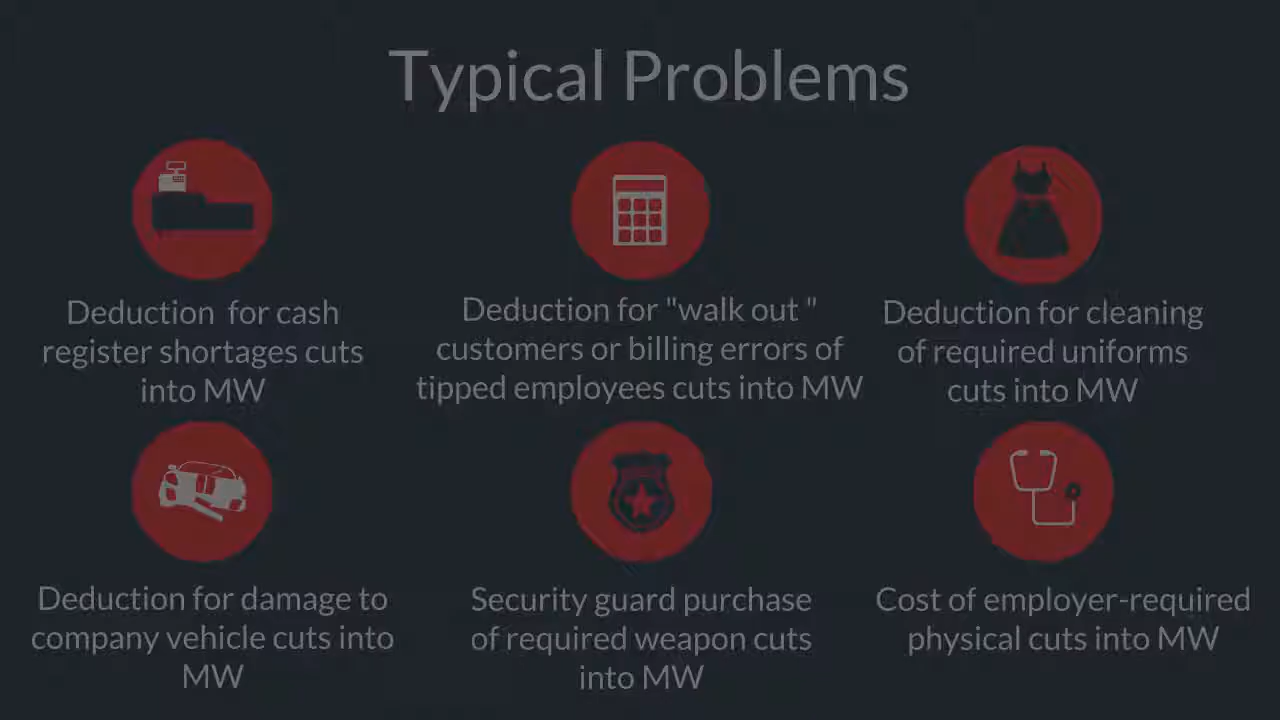 Typical Problems
Deduction for cash
register shortages cuts
into MW
Deduction for "walk out "
customers or billing errors of
tipped employees cuts into MW
Deduction for cleaning
of required uniforms
cuts into MW
Deduction for damage to
company vehicle cuts into
MW
Security guard purchase
of required weapon cuts
into MW
Cost of employer-required
physical cuts into MW